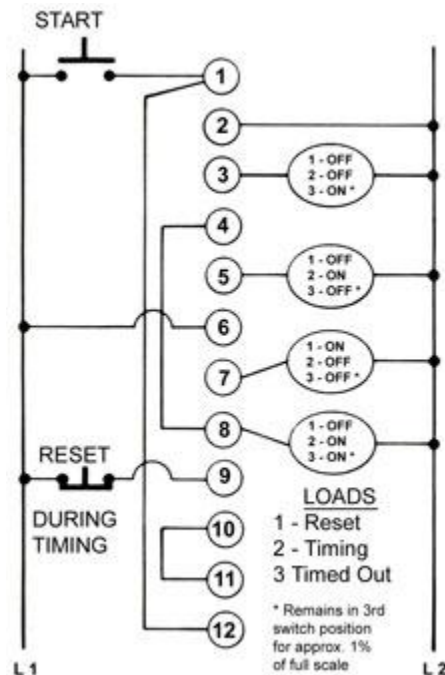 START
1
2
3
1 - OFF
2 - OFF
3 - ON *
4
5
1 - OFF
2 - ON
3 - OFF *
6
7
1 - ON
2 - OFF
3 - OFF *
8
1 - OFF
2 - ON
3 - ON *
RESET
9
DURING
TIMING
LOADS
1 - Reset
2 - Timing
3 Timed Out
10
11
12
* Remains in 3rd
switch position
for approx. 1%
of full scale
L 1
L 2